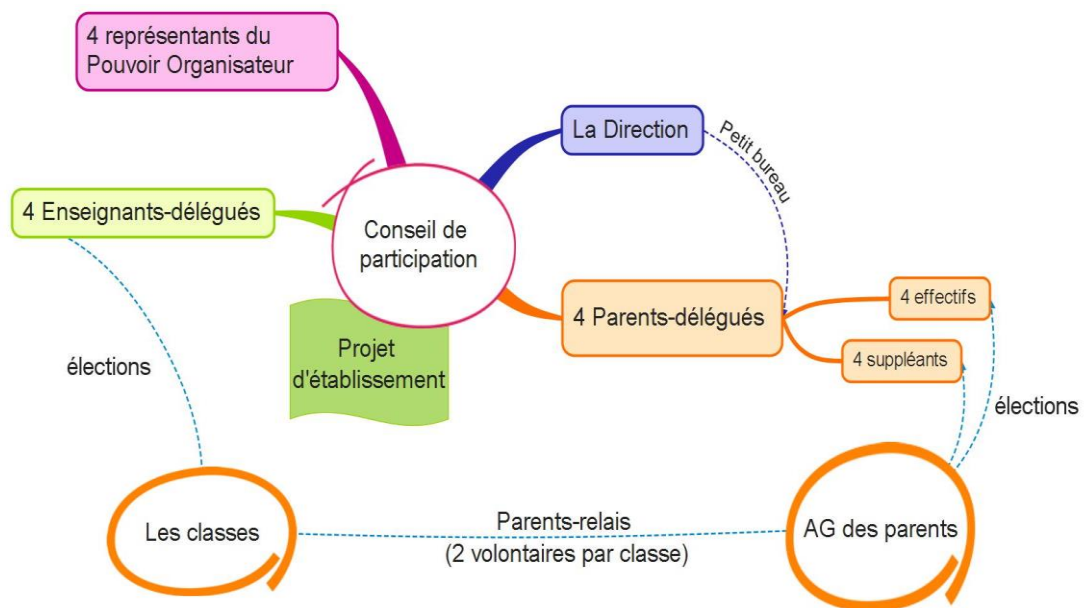 4 représentants du
Pouvoir Organisateur
La Direction
Petit bureau
4 Enseignants-délégués
Conseil de
participation
4 Parents-délégués
4 effectifs
4 suppléants
Projet
d'établissement
élections
élections
Les classes
Parents-relais
(2 volontaires par classe)
AG des parents